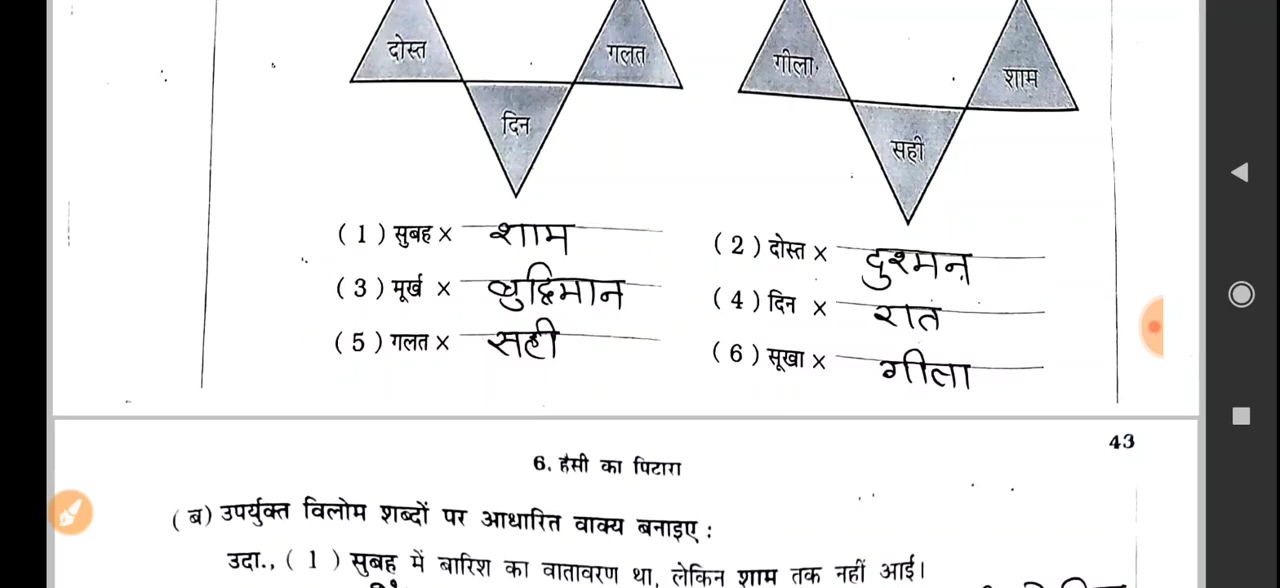 दोस्त गलत गीला शाम
दिन सही
( 1 ) सुबह × शाम ( 2 ) दोस्त × दुश्मन
( 3 ) मूर्ख × बुद्धिमान ( 4 ) दिन × रात
( 5 ) गलत × सही ( 6 ) सूखा × गीला
43
6. हँसी का पिटारा
( ब) उपर्युक्त विलोम शब्दों पर आधारित वाक्य बनाइए :
उदा., ( 1 ) सुबह में बारिश का वातावरण था, लेकिन शाम तक नहीं आई।